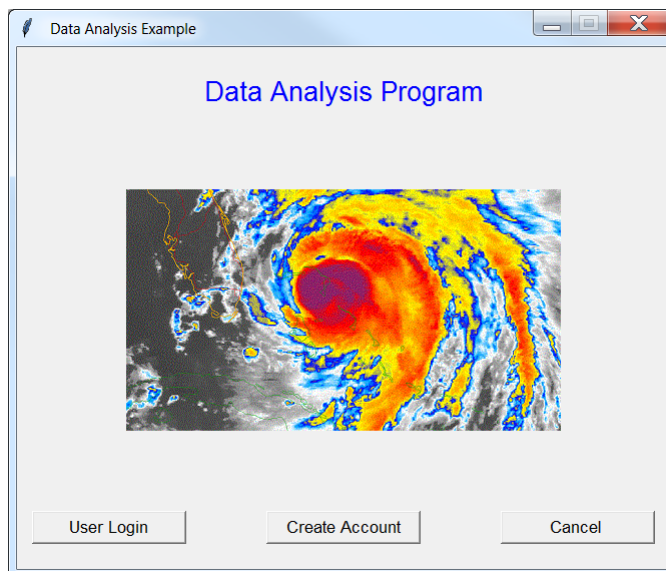 Data Analysis Example
Data Analysis Program
User Login
Create Account
Cancel